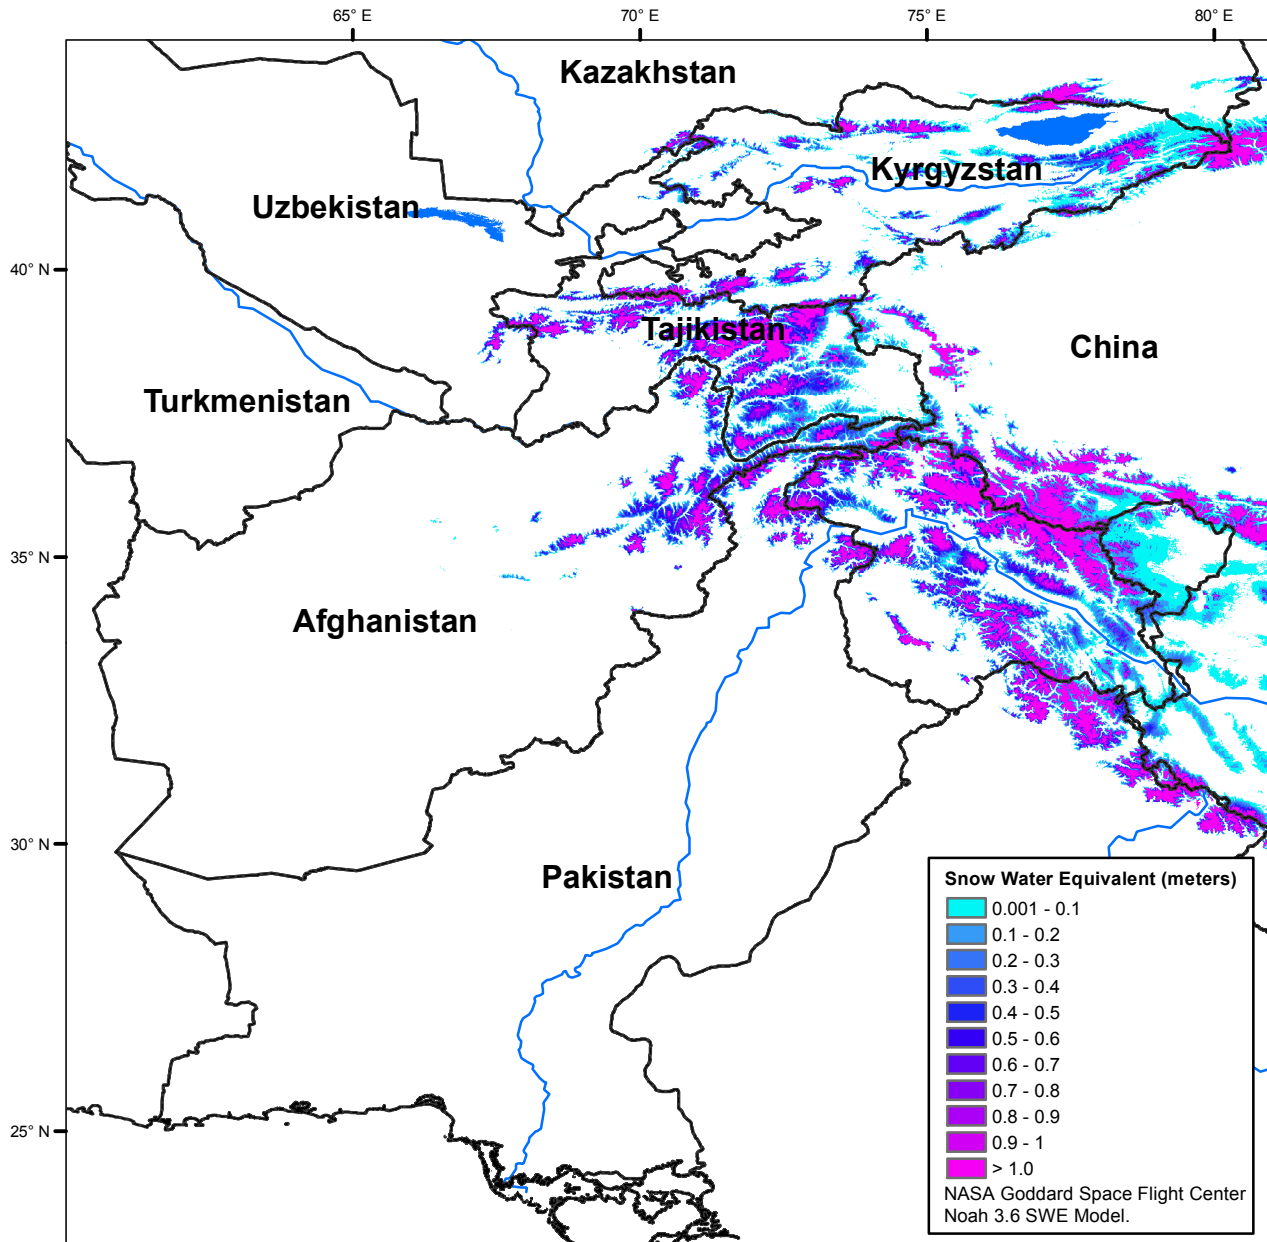 65° E
70° E
75° E
80° E
Kazakhstan
Kyrgyzstan
Uzbekistan
40° N
Tajikistan
China
Turkmenistan
35° N
Afghanistan
30° N
Pakistan
25° N
Snow Water Equivalent (meters)
0.001 - 0.1
0.1 - 0.2
0.2 - 0.3
0.3 - 0.4
0.4 - 0.5
0.5 - 0.6
0.6 - 0.7
0.7 - 0.8
0.8 - 0.9
0.9 - 1
> 1.0
NASA Goddard Space Flight Center
Noah 3.6 SWE Model.